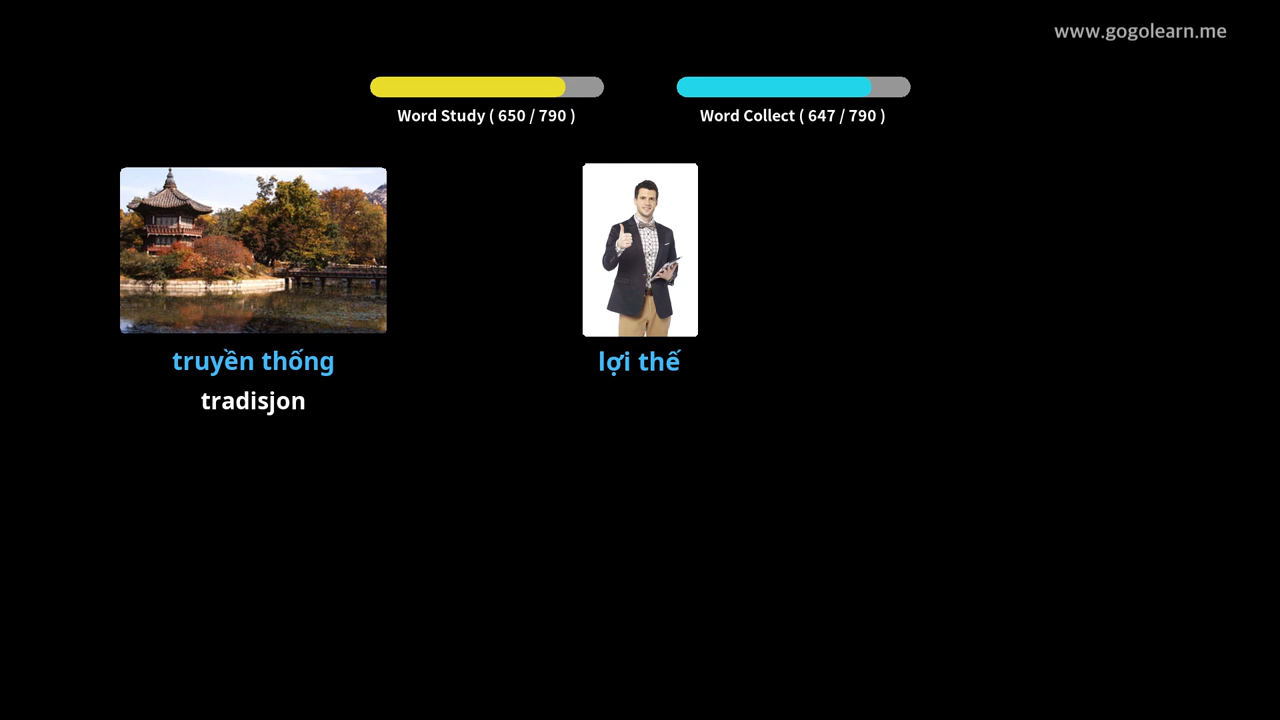 www.gogolearn.me
Word Study ( 650 / 790 )
Word Collect ( 647 / 790 )
truyền thống
tradisjon
lợi thế